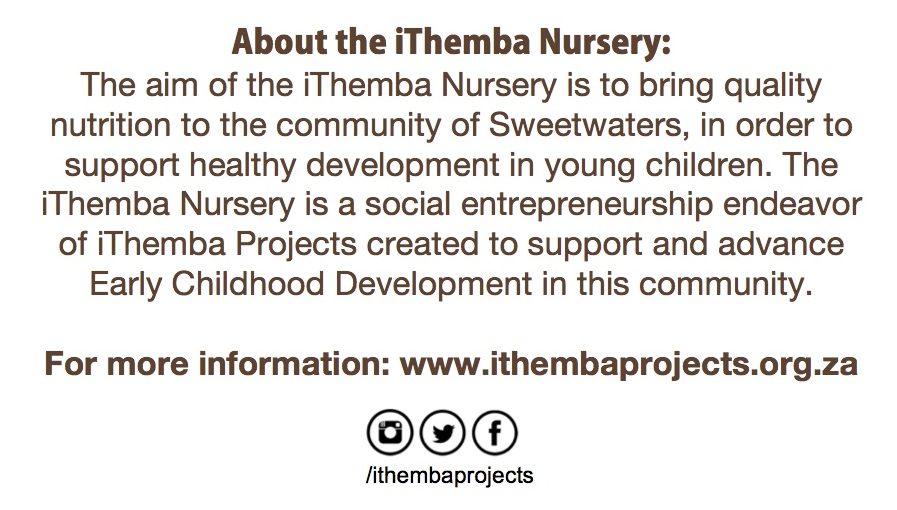 About the iThemba Nursery:
The aim of the iThemba Nursery is to bring quality
nutrition to the community of Sweetwaters, in order to
support healthy development in young children. The
iThemba Nursery is a social entrepreneurship endeavor
of iThemba Projects created to support and advance
Early Childhood Development in this community.
For more information: www.ithembaprojects.org.za
/ithembaprojects